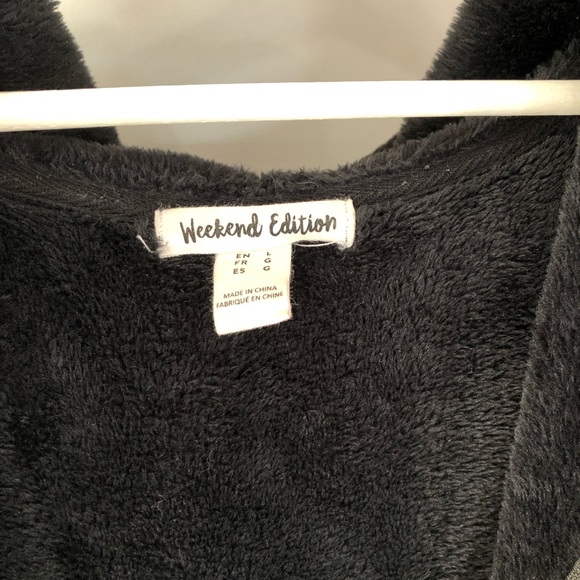 Weekend Edition
EN L
FR G
ES G
MADE IN CHINA
FABRIQUÉ EN CHINE